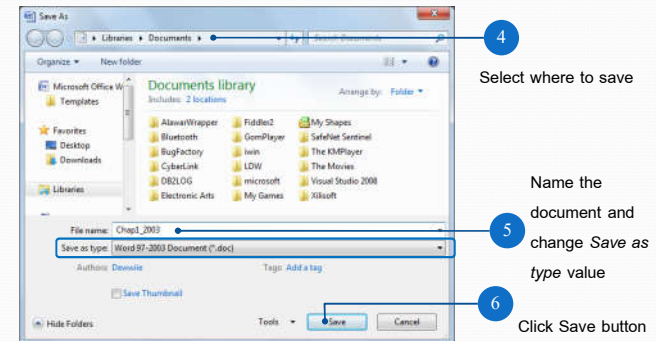 Save As
Libraries ▸ Documents ▸
Search Documents
4
Organize ▾ New folder
Select where to save
Microsoft Office W
Templates
Favorites
Desktop
Downloads
Libraries
Documents library
Includes: 2 locations
Arrange by: Folder ▾
AlawarWrapper Fiddler2 My Shapes
Bluetooth GomPlayer SafeNet Sentinel
BugFactory iwin The KMPlayer
CyberLink LDW The Movies
DB2LOG microsoft Visual Studio 2008
Electronic Arts My Games Xilisoft
Name the
document and
change Save as
type value
File name: Chap1_2003
5
Save as type: Word 97-2003 Document (*.doc)
Authors: Tags: Add a tag
Save Thumbnail
6
Hide Folders Tools ▾ Save Cancel
Click Save button